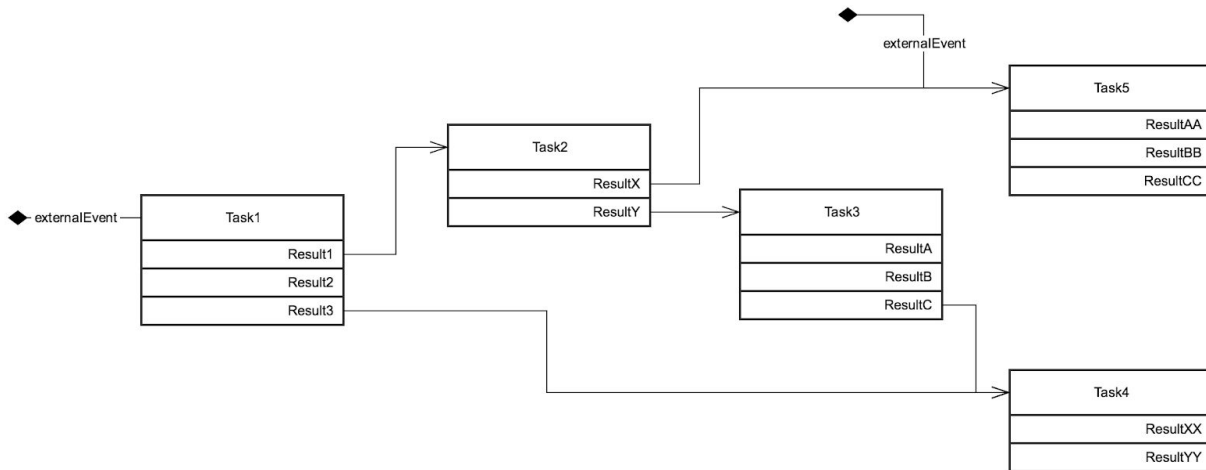 externalEvent
Task5
ResultAA
ResultBB
ResultCC
Task2
ResultX
ResultY
externalEvent
Task1
Result1
Result2
Result3
Task3
ResultA
ResultB
ResultC
Task4
ResultXX
ResultYY